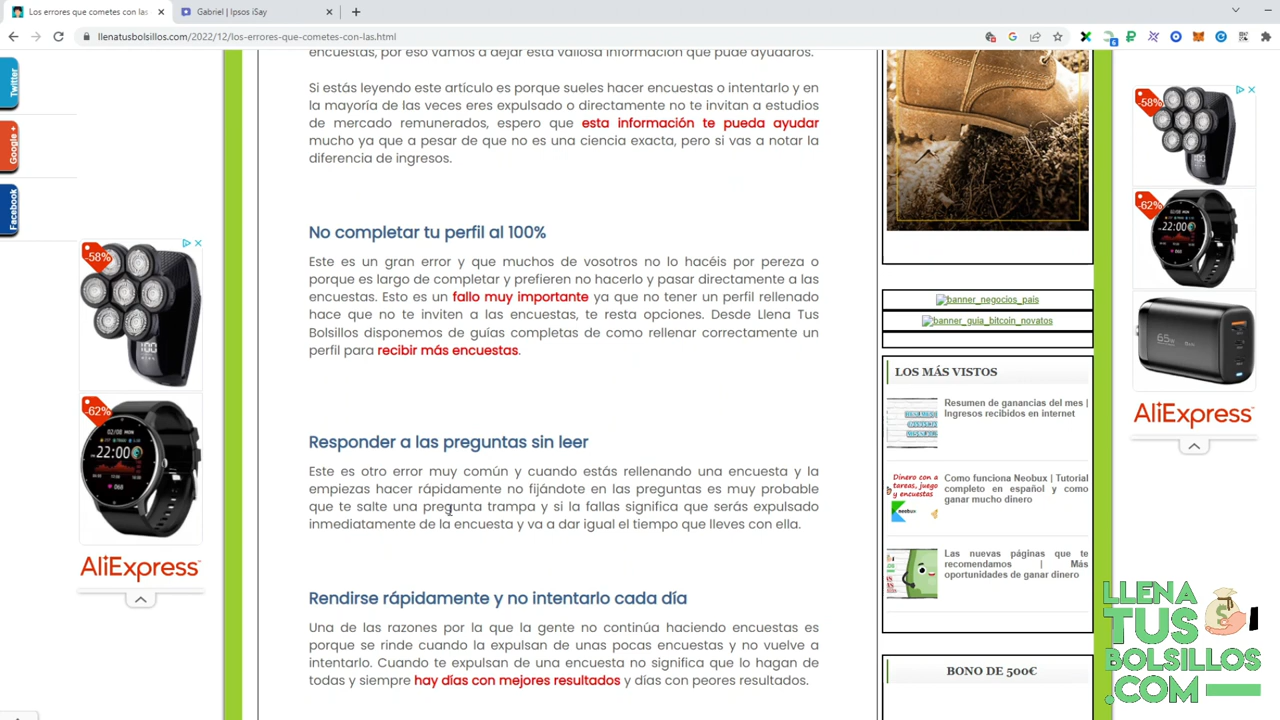 Los errores que cometes con las
Gabriel | Ipsos iSay
llenatusbolsillos.com/2022/12/los-errores-que-cometes-con-las.html
6
Twitter
Google +
Facebook
encuestas, por eso vamos a dejar esta valiosa información que pude ayudaros.
Si estás leyendo este artículo es porque sueles hacer encuestas o intentarlo y en
la mayoría de las veces eres expulsado o directamente no te invitan a estudios
de mercado remunerados, espero que esta información te pueda ayudar
mucho ya que a pesar de que no es una ciencia exacta, pero si vas a notar la
diferencia de ingresos.
No completar tu perfil al 100%
Este es un gran error y que muchos de vosotros no lo hacéis por pereza o
porque es largo de completar y prefieren no hacerlo y pasar directamente a las
encuestas. Esto es un fallo muy importante ya que no tener un perfil rellenado
hace que no te inviten a las encuestas, te resta opciones. Desde Llena Tus
Bolsillos disponemos de guías completas de como rellenar correctamente un
perfil para recibir más encuestas.
Responder a las preguntas sin leer
Este es otro error muy común y cuando estás rellenando una encuesta y la
empiezas hacer rápidamente no fijándote en las preguntas es muy probable
que te salte una pregunta trampa y si la fallas significa que serás expulsado
inmediatamente de la encuesta y va a dar igual el tiempo que lleves con ella.
Rendirse rápidamente y no intentarlo cada día
Una de las razones por la que la gente no continúa haciendo encuestas es
porque se rinde cuando la expulsan de unas pocas encuestas y no vuelve a
intentarlo. Cuando te expulsan de una encuesta no significa que lo hagan de
todas y siempre hay días con mejores resultados y días con peores resultados.
-58%
100
-62%
22:00
AliExpress
banner_negocios_pais
banner_guia_bitcoin_novatos
LOS MÁS VISTOS
Resumen de ganancias del mes |
Ingresos recibidos en internet
Dinero con
tareas, juego
y encuestas
neobux
Como funciona Neobux | Tutorial
completo en español y como
ganar mucho dinero
Las nuevas páginas que te
recomendamos | Más
oportunidades de ganar dinero
BONO DE 500€
-58%
100
-62%
22:00
65w
AliExpress
LLENA
TUS
BOLSILLOS
.COM